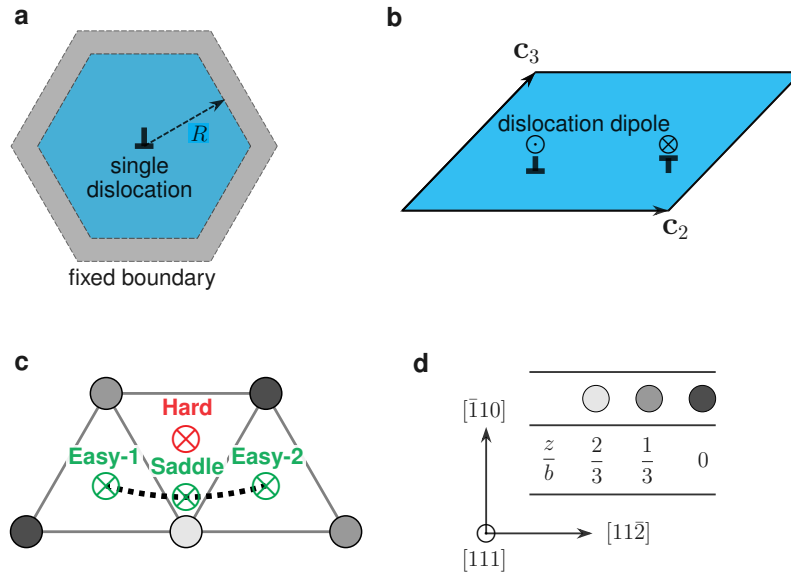 a
R
single
dislocation
fixed boundary
b
c₃
dislocation dipole
c₂
c
Hard
Easy-1
Saddle
Easy-2
d
[1̄10]
[112̄]
[111]
z/b 2/3 1/3 0